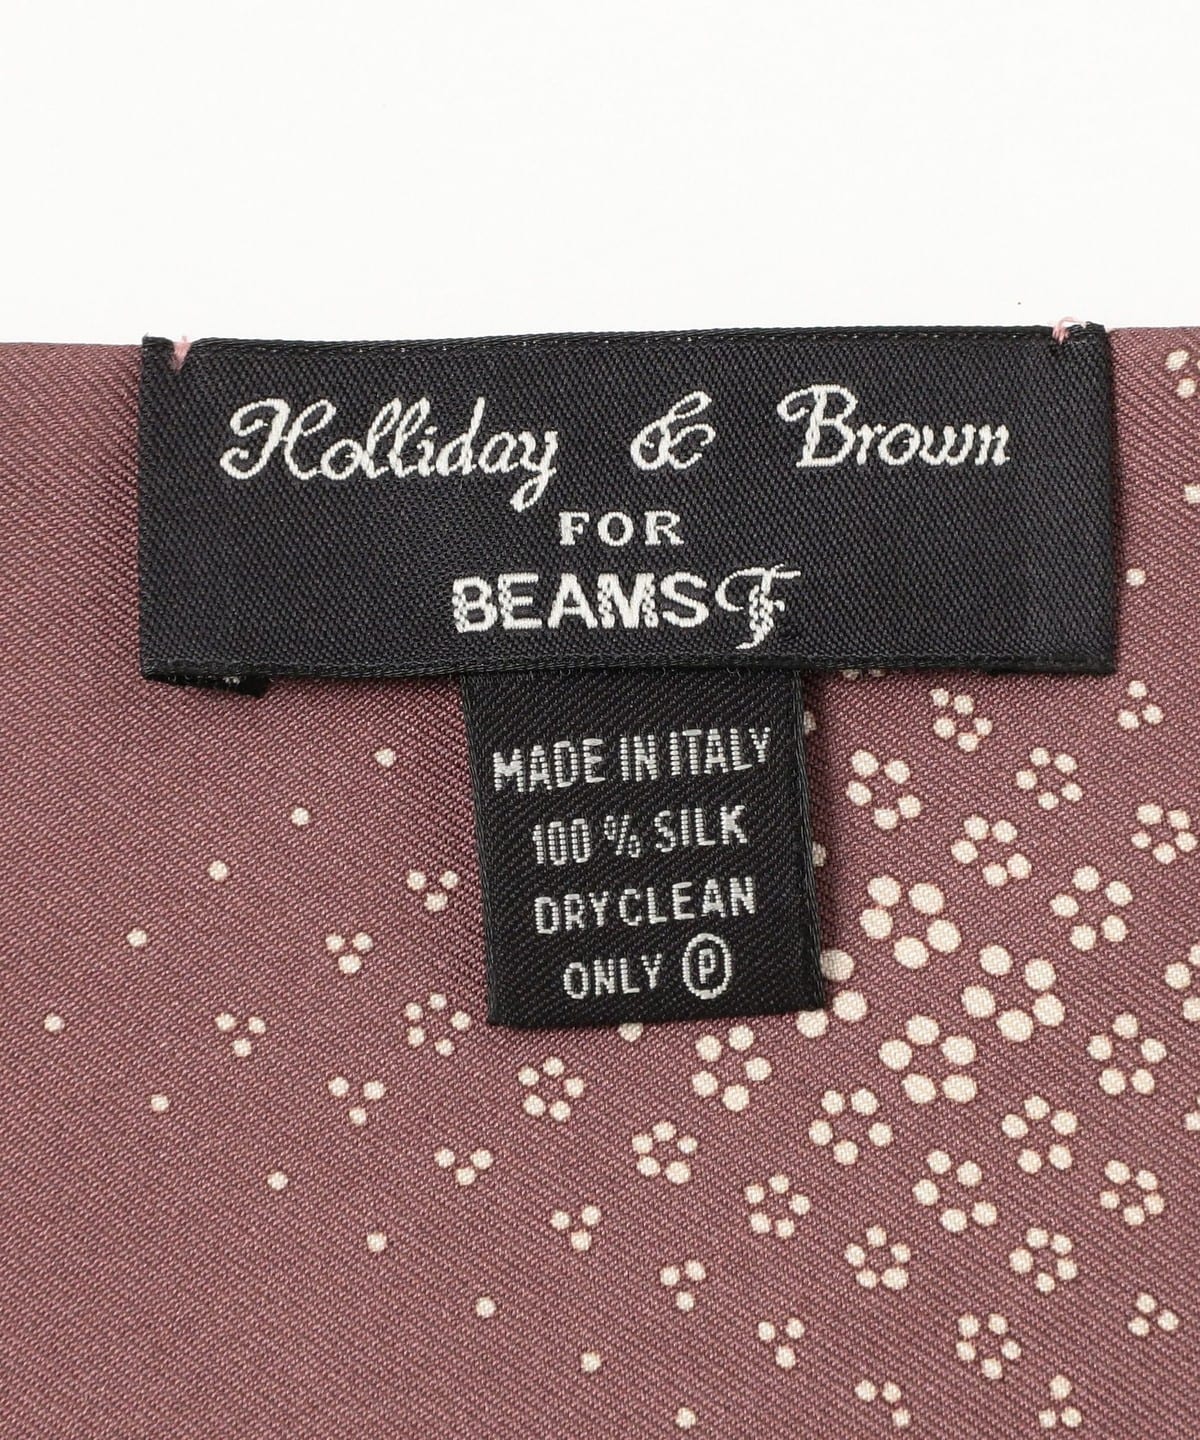 Holliday & Brown
FOR
BEAMS F
MADE IN ITALY
100 % SILK
DRY CLEAN
ONLY Ⓟ